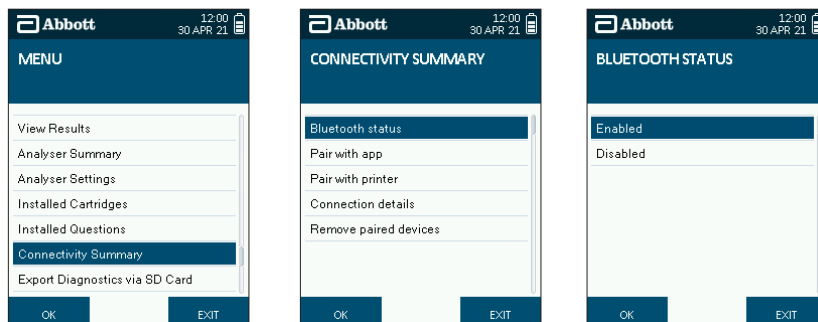 Abbott
12:00
30 APR 21
MENU
View Results
Analyser Summary
Analyser Settings
Installed Cartridges
Installed Questions
Connectivity Summary
Export Diagnostics via SD Card
OK
EXIT
Abbott
12:00
30 APR 21
CONNECTIVITY SUMMARY
Bluetooth status
Pair with app
Pair with printer
Connection details
Remove paired devices
OK
EXIT
Abbott
12:00
30 APR 21
BLUETOOTH STATUS
Enabled
Disabled
OK
EXIT